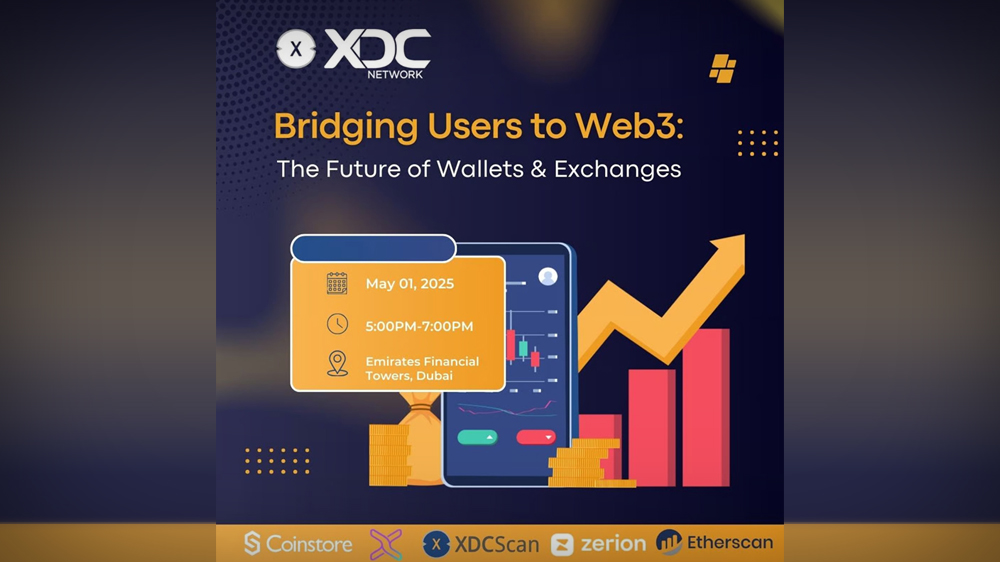 X XDC
NETWORK
Bridging Users to Web3:
The Future of Wallets & Exchanges
May 01, 2025
5:00PM-7:00PM
Emirates Financial
Towers, Dubai
Coinstore X XDCScan zerion Etherscan